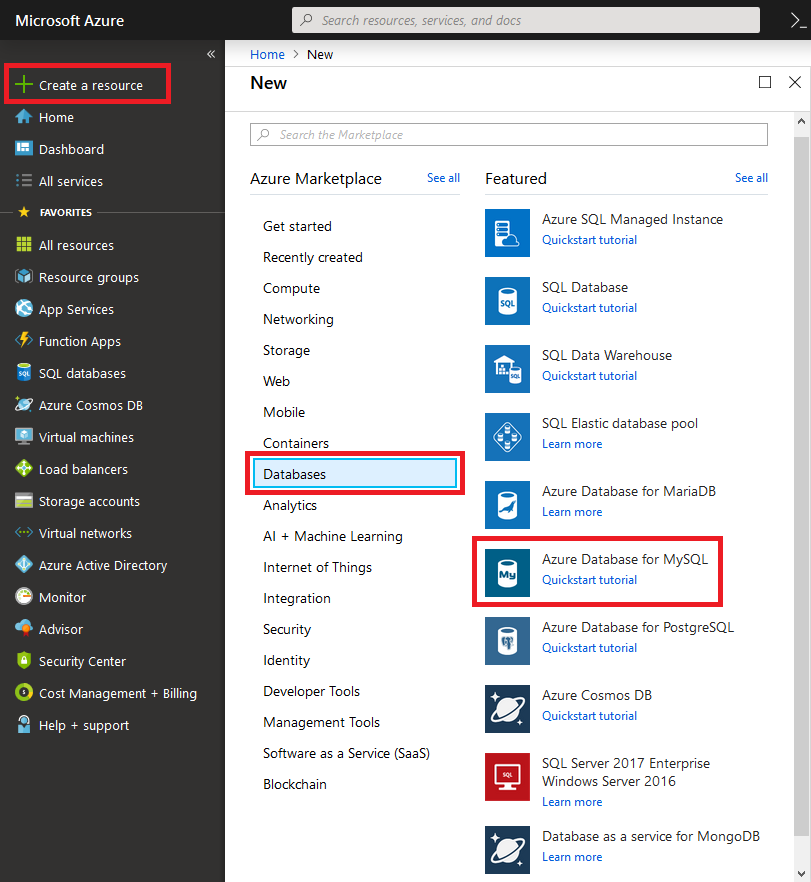 Microsoft Azure
Search resources, services, and docs
Create a resource
Home
Dashboard
All services
FAVORITES
All resources
Resource groups
App Services
Function Apps
SQL databases
Azure Cosmos DB
Virtual machines
Load balancers
Storage accounts
Virtual networks
Azure Active Directory
Monitor
Advisor
Security Center
Cost Management + Billing
Help + support
Home > New
New
Search the Marketplace
Azure Marketplace See all
Get started
Recently created
Compute
Networking
Storage
Web
Mobile
Containers
Databases
Analytics
AI + Machine Learning
Internet of Things
Integration
Security
Identity
Developer Tools
Management Tools
Software as a Service (SaaS)
Blockchain
Featured See all
Azure SQL Managed Instance
Quickstart tutorial
SQL
SQL Database
Quickstart tutorial
SQL
SQL Data Warehouse
Quickstart tutorial
SQL Elastic database pool
Learn more
Azure Database for MariaDB
Learn more
My
Azure Database for MySQL
Quickstart tutorial
Azure Database for PostgreSQL
Quickstart tutorial
Azure Cosmos DB
Quickstart tutorial
SQL
SQL Server 2017 Enterprise
Windows Server 2016
Learn more
Database as a service for MongoDB
Learn more